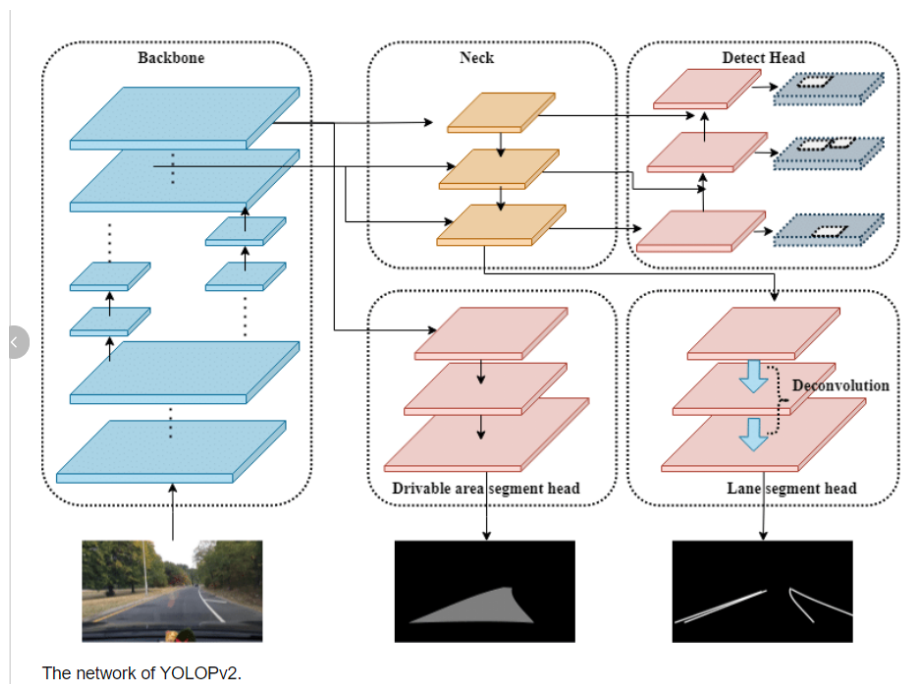 Backbone
Neck
Detect Head
Deconvolution
Drivable area segment head
Lane segment head
The network of YOLOPv2.